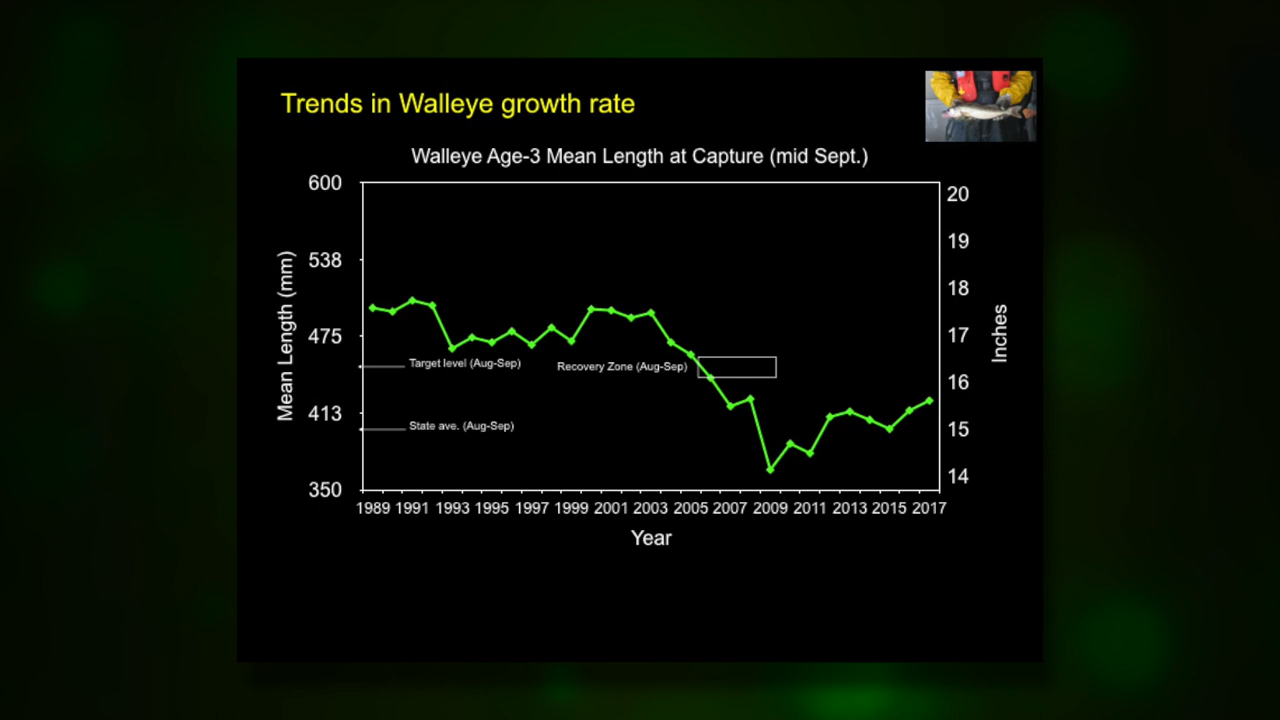 Trends in Walleye growth rate
Walleye Age-3 Mean Length at Capture (mid Sept.)
600
538
475
413
350
Mean Length (mm)
Target level (Aug-Sep)
Recovery Zone (Aug-Sep)
State ave. (Aug-Sep)
20
19
18
17
16
15
14
Inches
1989 1991 1993 1995 1997 1999 2001 2003 2005 2007 2009 2011 2013 2015 2017
Year